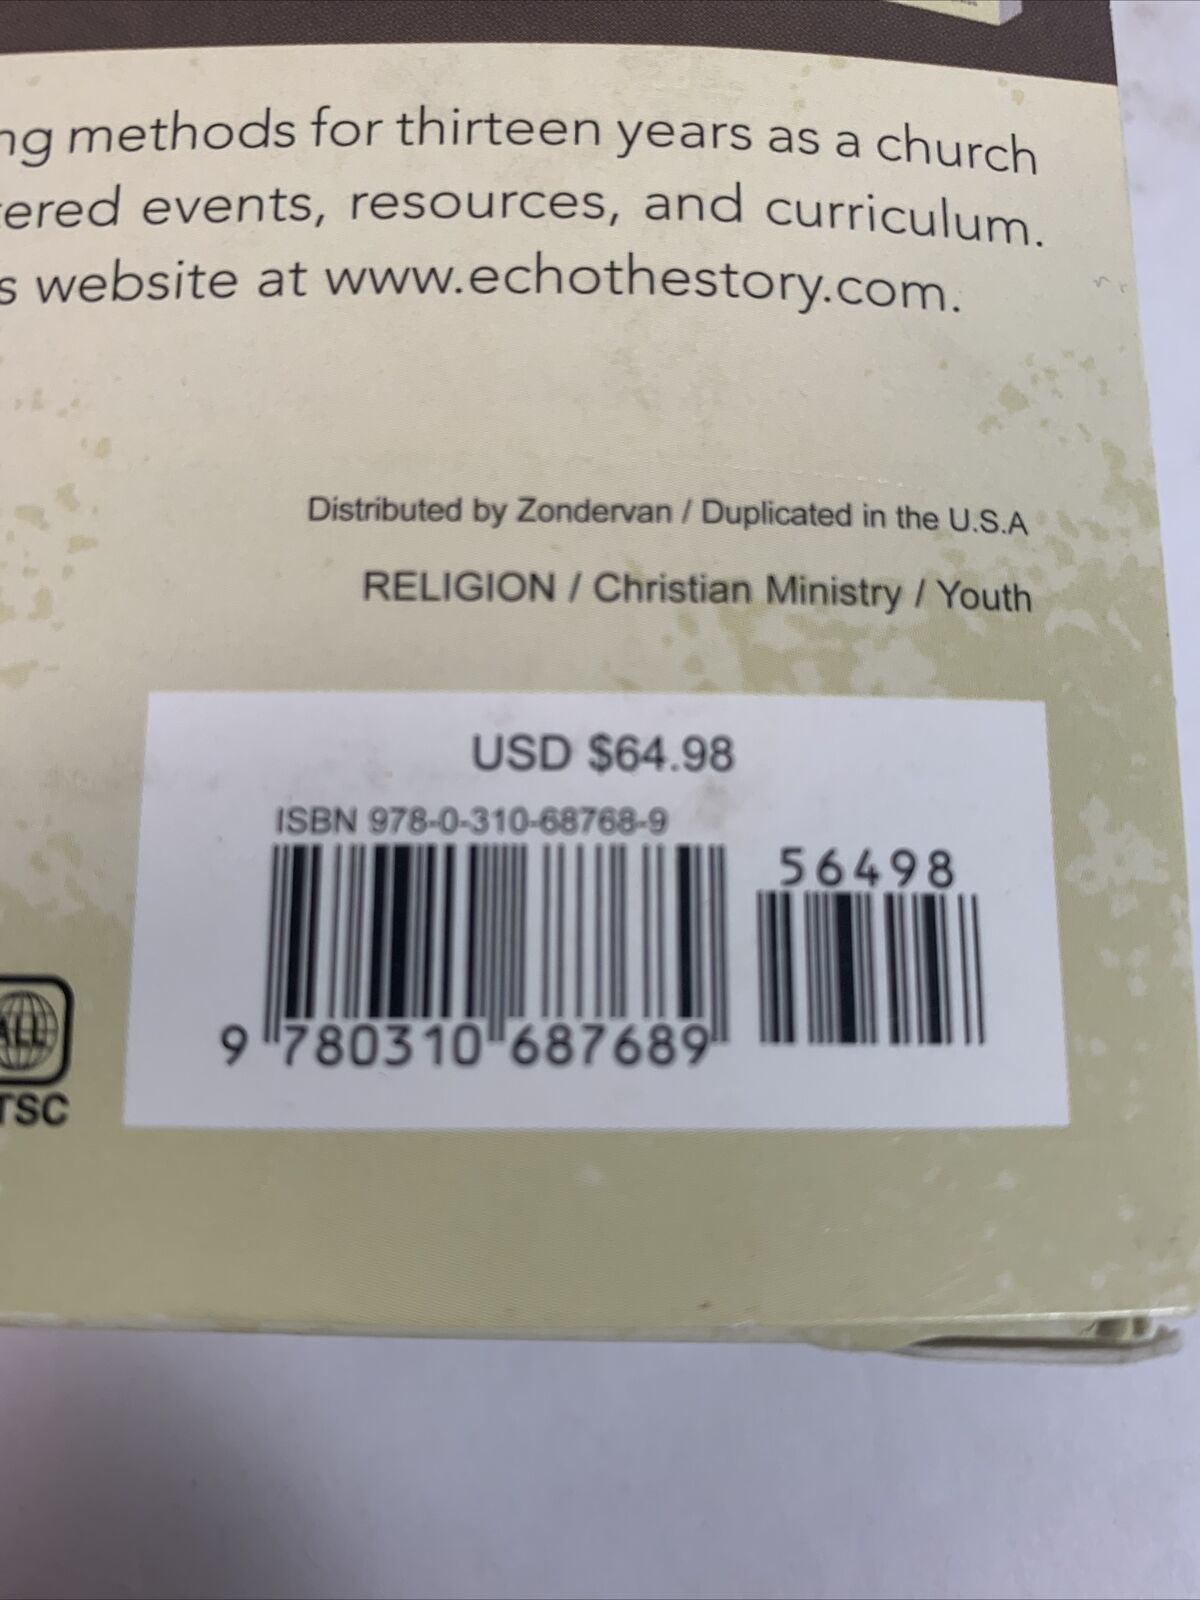 ng methods for thirteen years as a church
ered events, resources, and curriculum.
s website at www.echothestory.com.
Distributed by Zondervan / Duplicated in the U.S.A
RELIGION / Christian Ministry / Youth
USD $64.98
ISBN 978-0-310-68768-9
56498
9 780310 687689
ALL
TSC